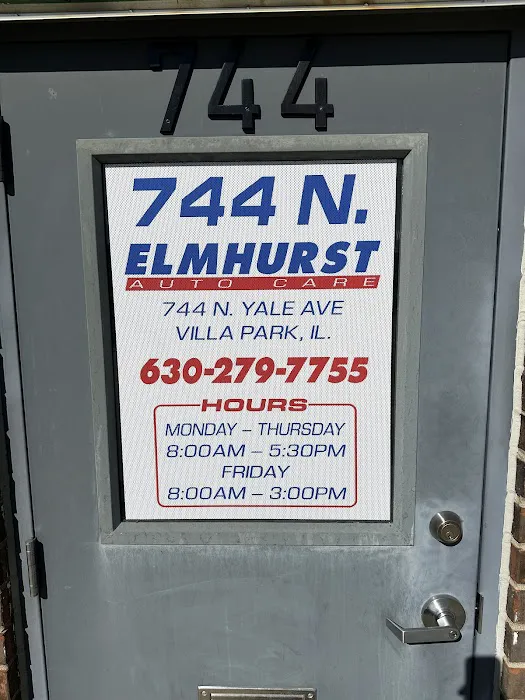 744
744 N.
ELMHURST
AUTO CARE
744 N. YALE AVE
VILLA PARK, IL.
630-279-7755
HOURS
MONDAY – THURSDAY
8:00AM – 5:30PM
FRIDAY
8:00AM – 3:00PM